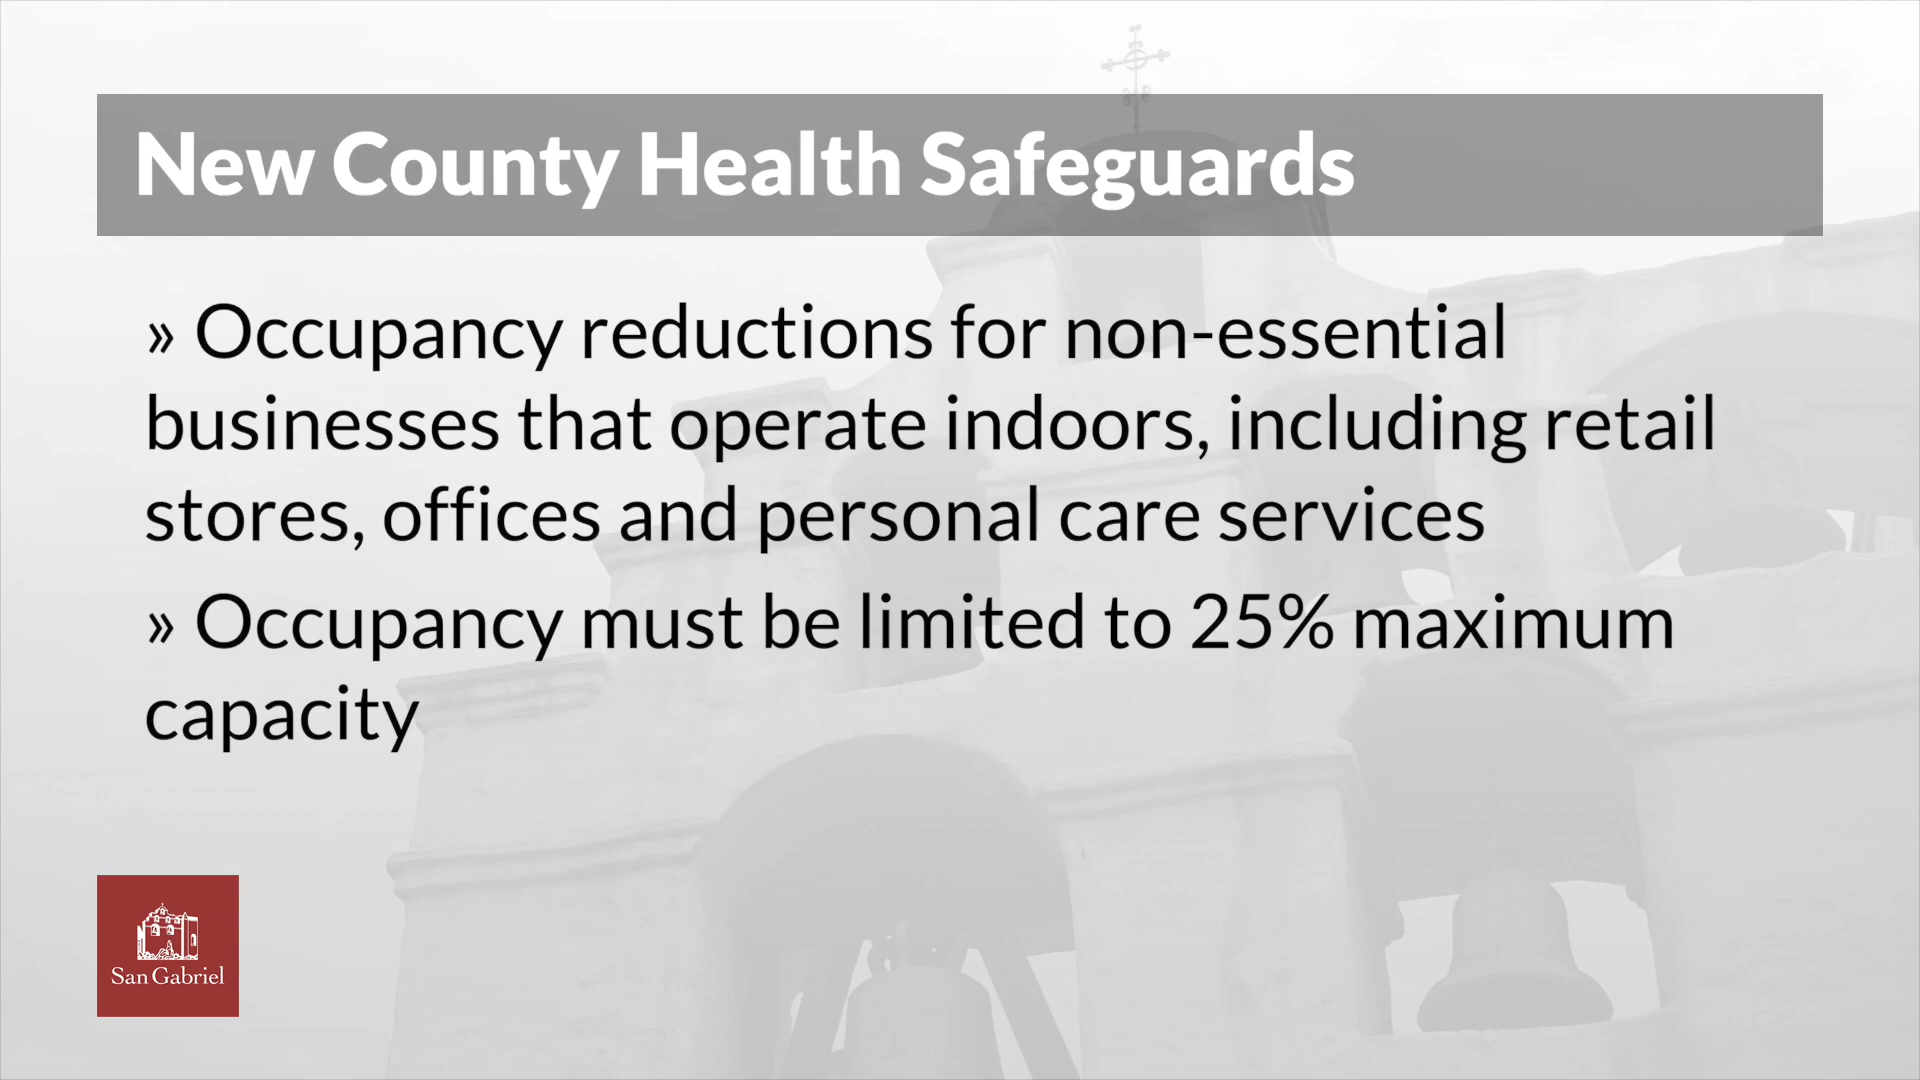 New County Health Safeguards
» Occupancy reductions for non-essential
businesses that operate indoors, including retail
stores, offices and personal care services
» Occupancy must be limited to 25% maximum
capacity
San Gabriel